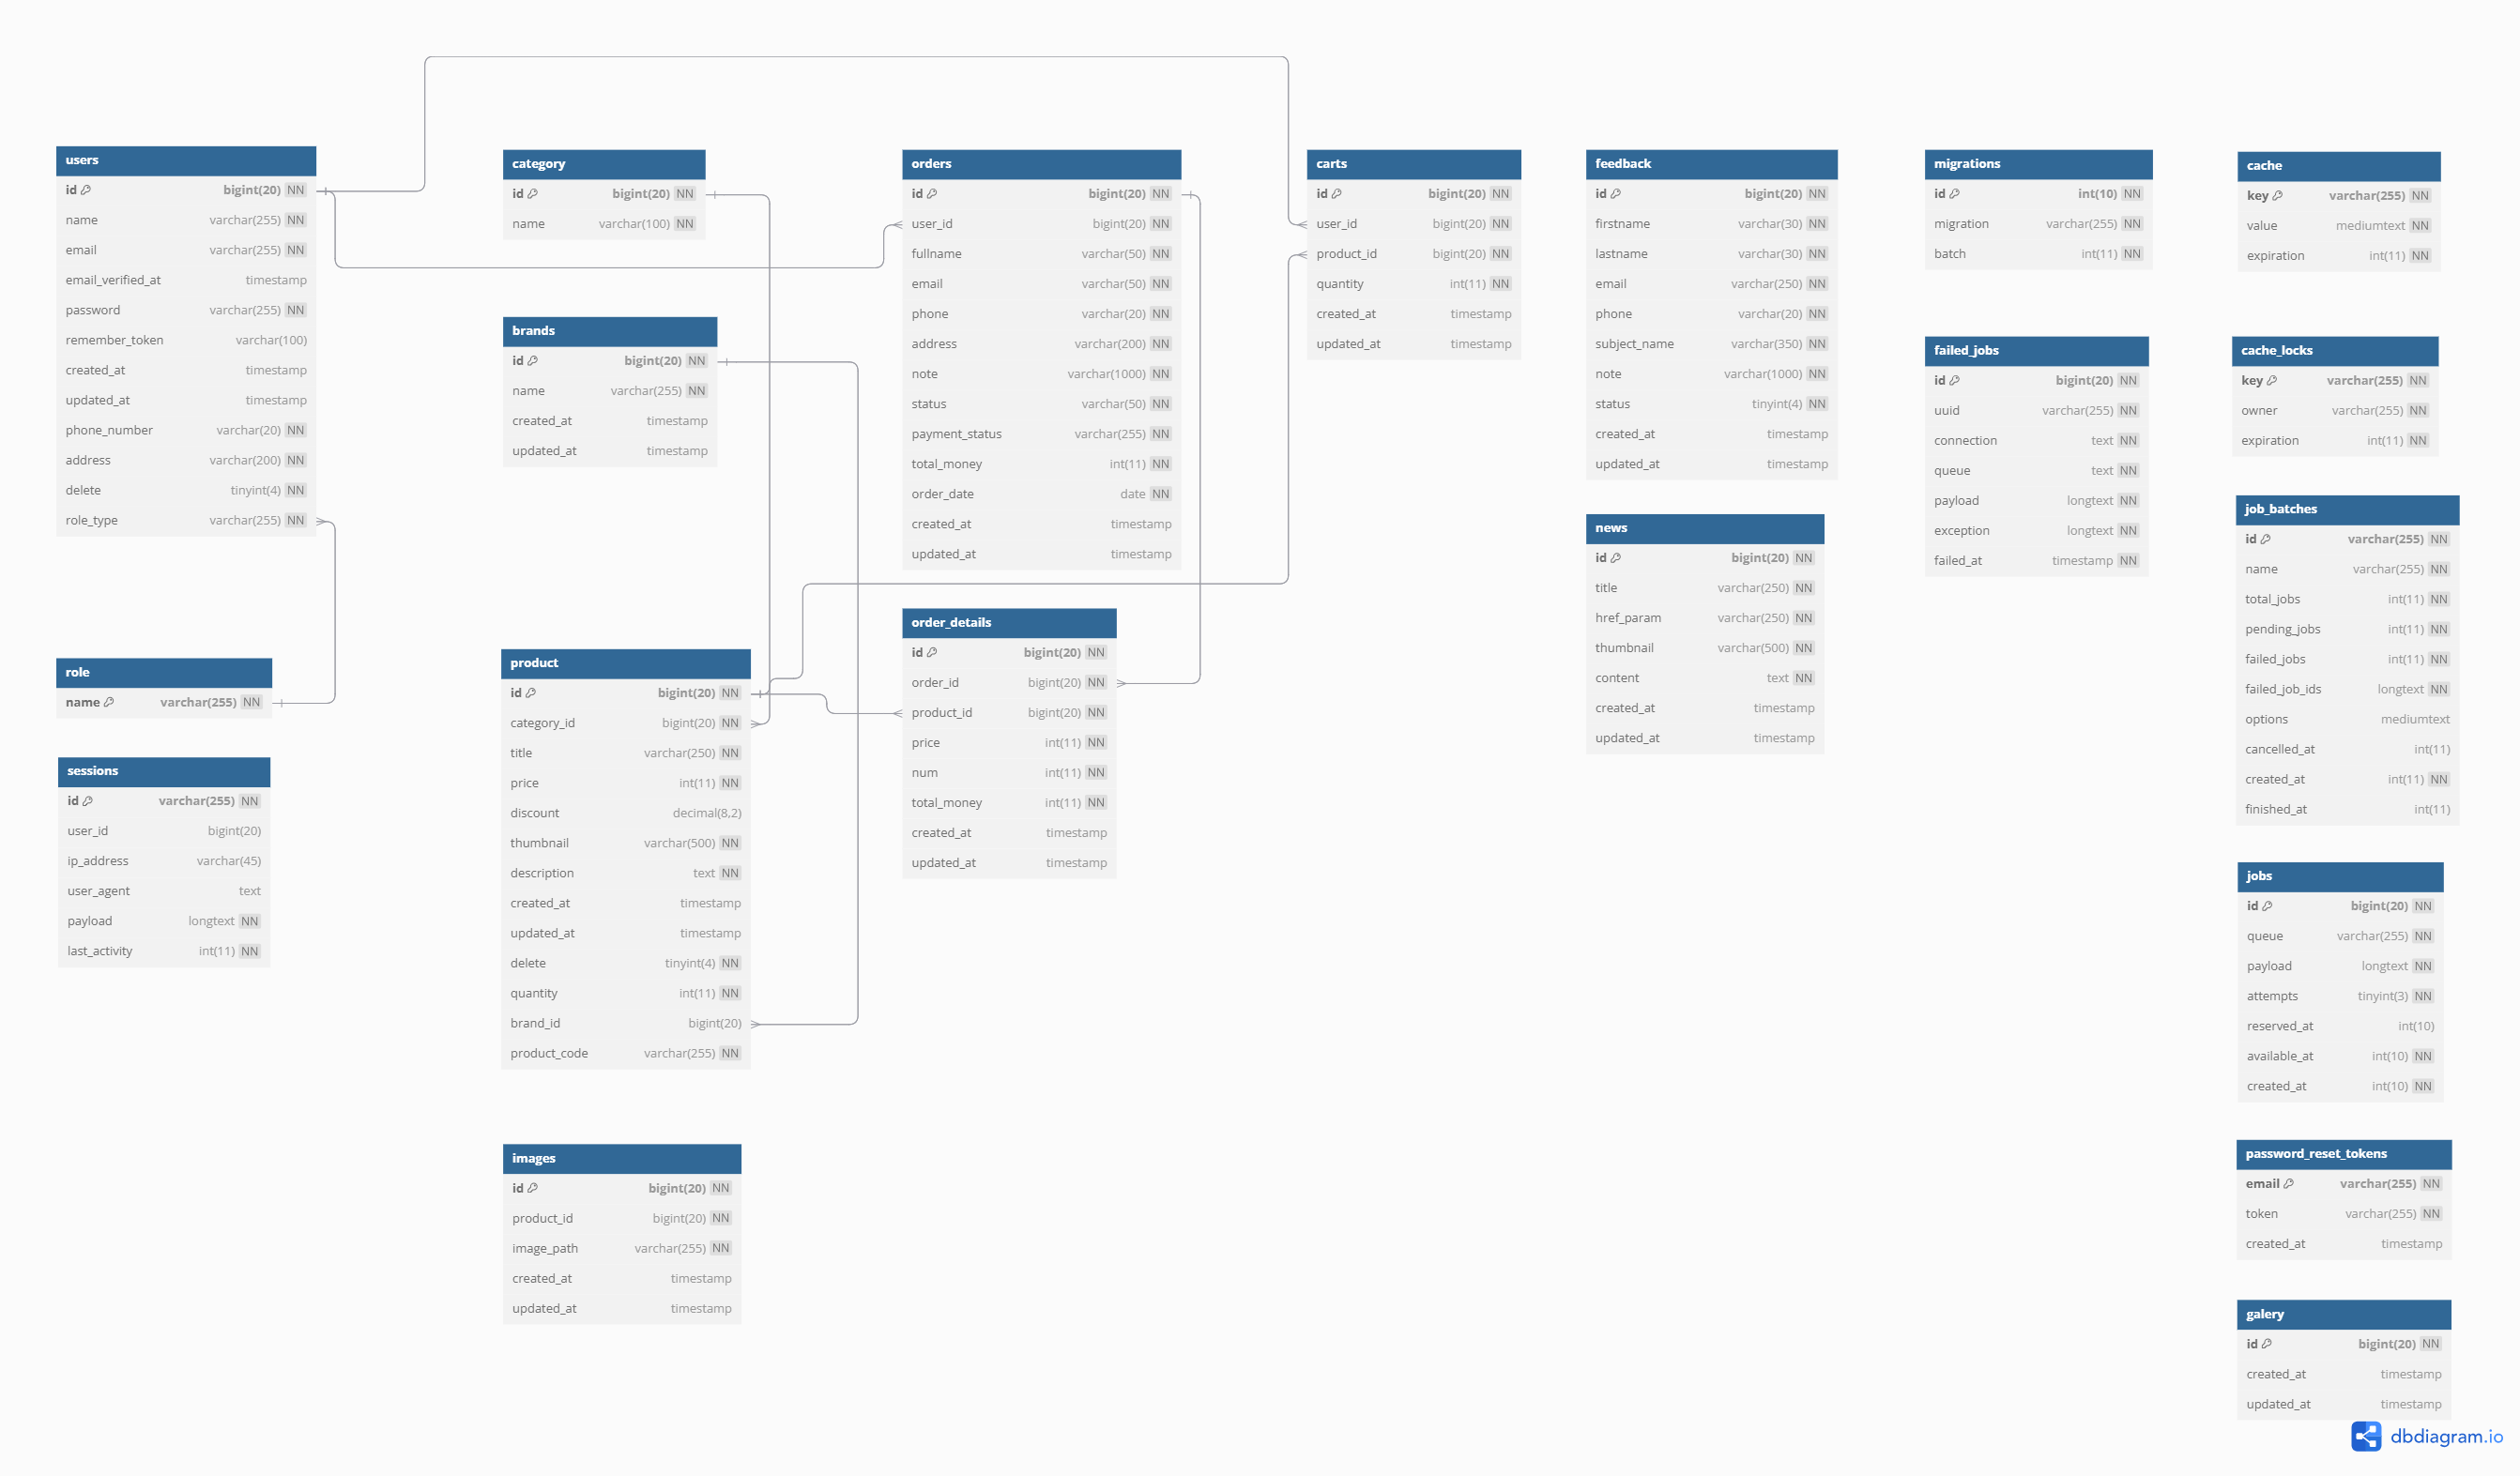 users
id bigint(20) NN
name varchar(255) NN
email varchar(255) NN
email_verified_at timestamp
password varchar(255) NN
remember_token varchar(100)
created_at timestamp
updated_at timestamp
phone_number varchar(20) NN
address varchar(200) NN
delete tinyint(4) NN
role_type varchar(255) NN
role
name varchar(255) NN
sessions
id varchar(255) NN
user_id bigint(20)
ip_address varchar(45)
user_agent text
payload longtext NN
last_activity int(11) NN
category
id bigint(20) NN
name varchar(100) NN
brands
id bigint(20) NN
name varchar(255) NN
created_at timestamp
updated_at timestamp
product
id bigint(20) NN
category_id bigint(20) NN
title varchar(250) NN
price int(11) NN
discount decimal(8,2)
thumbnail varchar(500) NN
description text NN
created_at timestamp
updated_at timestamp
delete tinyint(4) NN
quantity int(11) NN
brand_id bigint(20)
product_code varchar(255) NN
images
id bigint(20) NN
product_id bigint(20) NN
image_path varchar(255) NN
created_at timestamp
updated_at timestamp
orders
id bigint(20) NN
user_id bigint(20) NN
fullname varchar(50) NN
email varchar(50) NN
phone varchar(20) NN
address varchar(200) NN
note varchar(1000) NN
status varchar(50) NN
payment_status varchar(255) NN
total_money int(11) NN
order_date date NN
created_at timestamp
updated_at timestamp
order_details
id bigint(20) NN
order_id bigint(20) NN
product_id bigint(20) NN
price int(11) NN
num int(11) NN
total_money int(11) NN
created_at timestamp
updated_at timestamp
carts
id bigint(20) NN
user_id bigint(20) NN
product_id bigint(20) NN
quantity int(11) NN
created_at timestamp
updated_at timestamp
feedback
id bigint(20) NN
firstname varchar(30) NN
lastname varchar(30) NN
email varchar(250) NN
phone varchar(20) NN
subject_name varchar(350) NN
note varchar(1000) NN
status tinyint(4) NN
created_at timestamp
updated_at timestamp
news
id bigint(20) NN
title varchar(250) NN
href_param varchar(250) NN
thumbnail varchar(500) NN
content text NN
created_at timestamp
updated_at timestamp
migrations
id int(10) NN
migration varchar(255) NN
batch int(11) NN
failed_jobs
id bigint(20) NN
uuid varchar(255) NN
connection text NN
queue text NN
payload longtext NN
exception longtext NN
failed_at timestamp NN
cache
key varchar(255) NN
value mediumtext NN
expiration int(11) NN
cache_locks
key varchar(255) NN
owner varchar(255) NN
expiration int(11) NN
job_batches
id varchar(255) NN
name varchar(255) NN
total_jobs int(11) NN
pending_jobs int(11) NN
failed_jobs int(11) NN
failed_job_ids longtext NN
options mediumtext
cancelled_at int(11)
created_at int(11) NN
finished_at int(11)
jobs
id bigint(20) NN
queue varchar(255) NN
payload longtext NN
attempts tinyint(3) NN
reserved_at int(10)
available_at int(10) NN
created_at int(10) NN
password_reset_tokens
email varchar(255) NN
token varchar(255) NN
created_at timestamp
galery
id bigint(20) NN
created_at timestamp
updated_at timestamp
dbdiagram.io